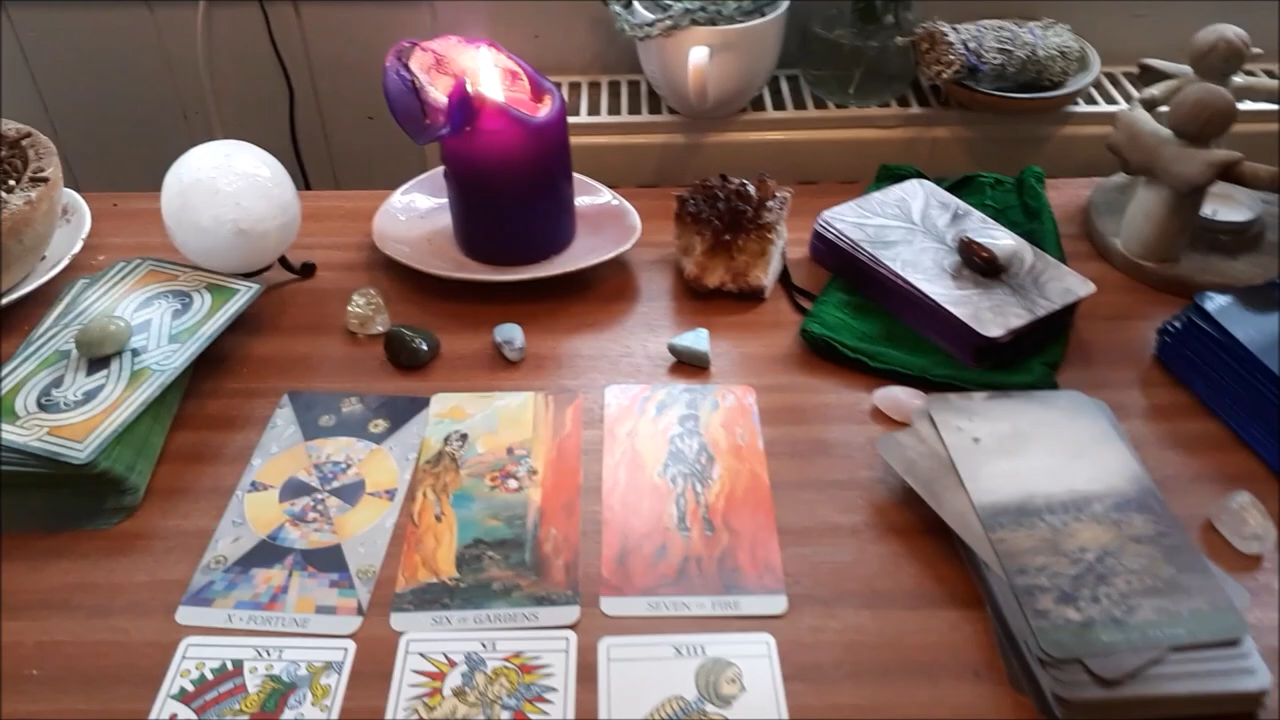 X • FORTUNE
SIX OF GARDENS
SEVEN OF FIRE
XVI
VI
XIII